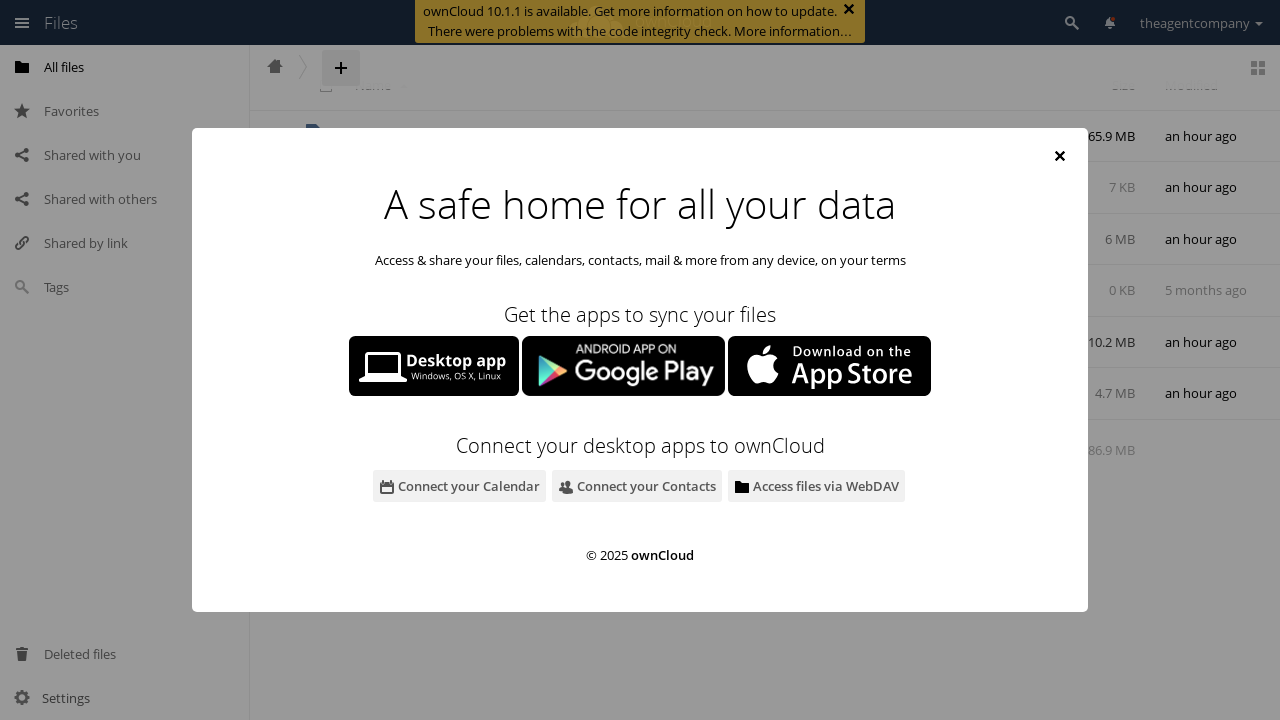 Files
ownCloud 10.1.1 is available. Get more information on how to update.
There were problems with the code integrity check. More information…
theagentcompany
All files
Favorites
Shared with you
Shared with others
Shared by link
Tags
Deleted files
Settings
Name
Size
Modified
65.9 MB an hour ago
7 KB an hour ago
6 MB an hour ago
0 KB 5 months ago
10.2 MB an hour ago
4.7 MB an hour ago
86.9 MB
A safe home for all your data
Access & share your files, calendars, contacts, mail & more from any device, on your terms
Get the apps to sync your files
Desktop app
Windows, OS X, Linux
ANDROID APP ON
Google Play
Download on the
App Store
Connect your desktop apps to ownCloud
Connect your Calendar
Connect your Contacts
Access files via WebDAV
© 2025 ownCloud